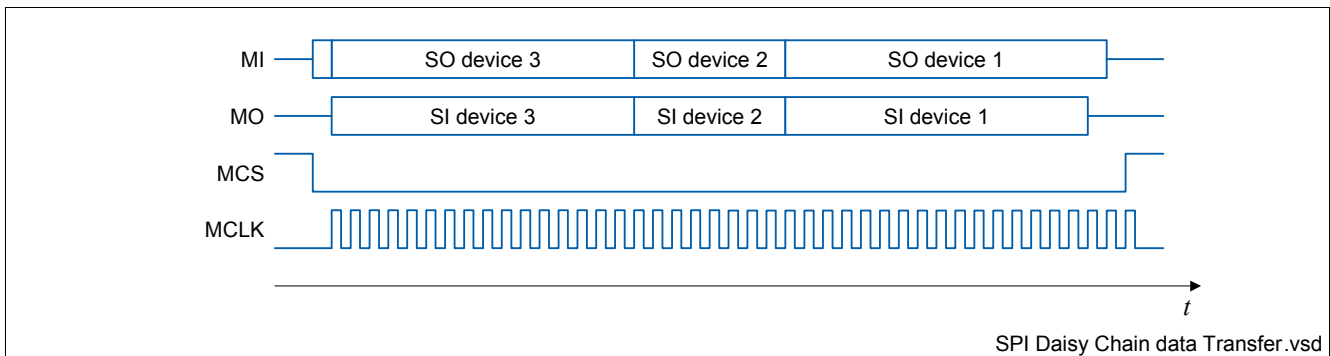 MI SO device 3 SO device 2 SO device 1
MO SI device 3 SI device 2 SI device 1
MCS
MCLK
t
SPI Daisy Chain data Transfer.vsd